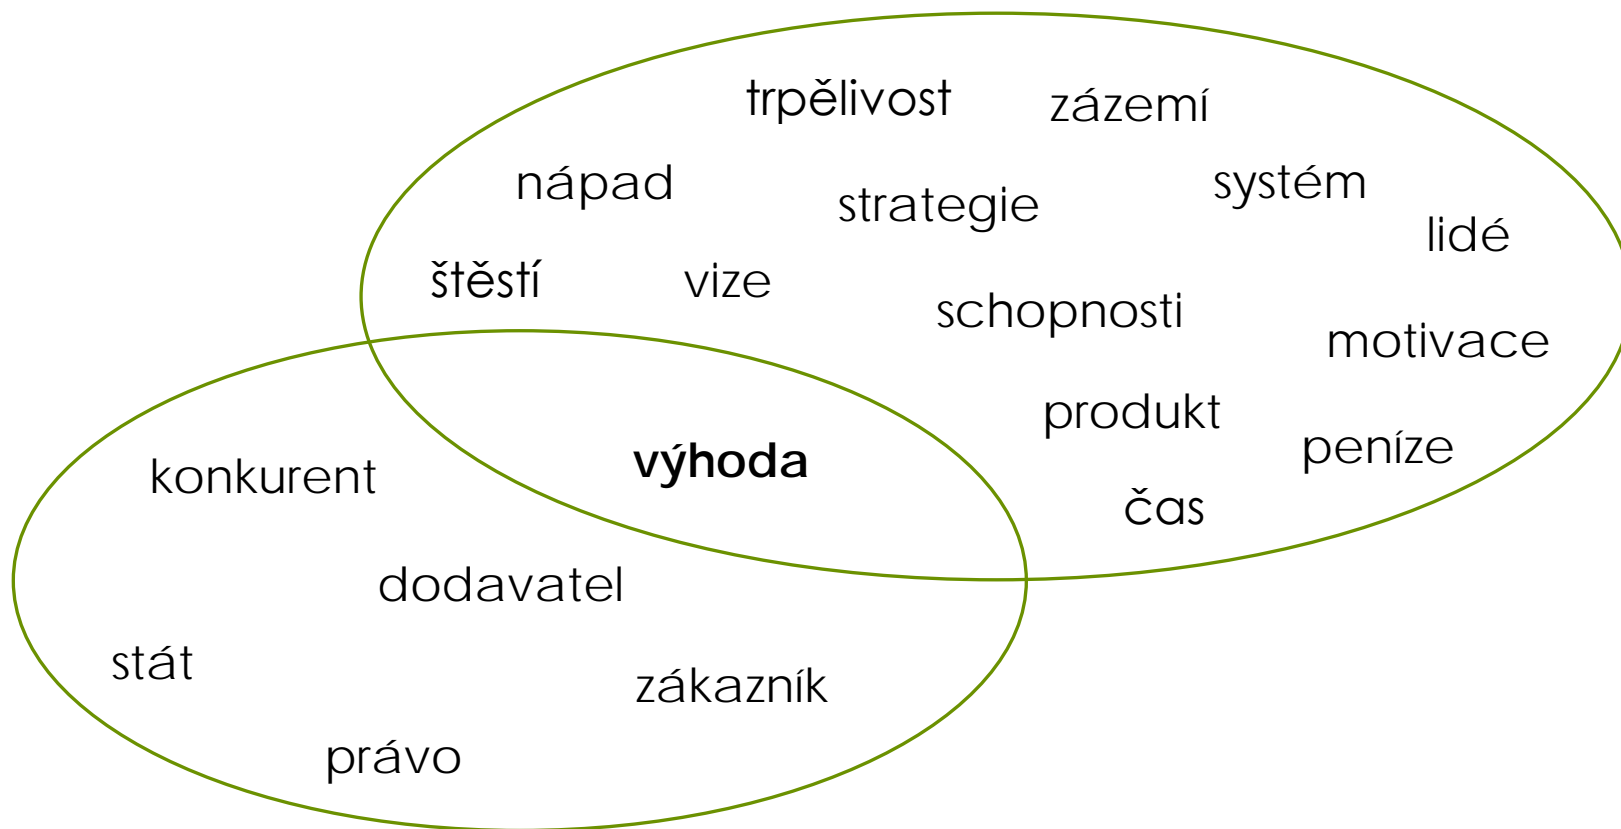 trpělivost
zázemí
nápad
strategie
systém
lidé
štěstí
vize
schopnosti
motivace
produkt
peníze
čas
výhoda
konkurent
dodavatel
stát
zákazník
právo